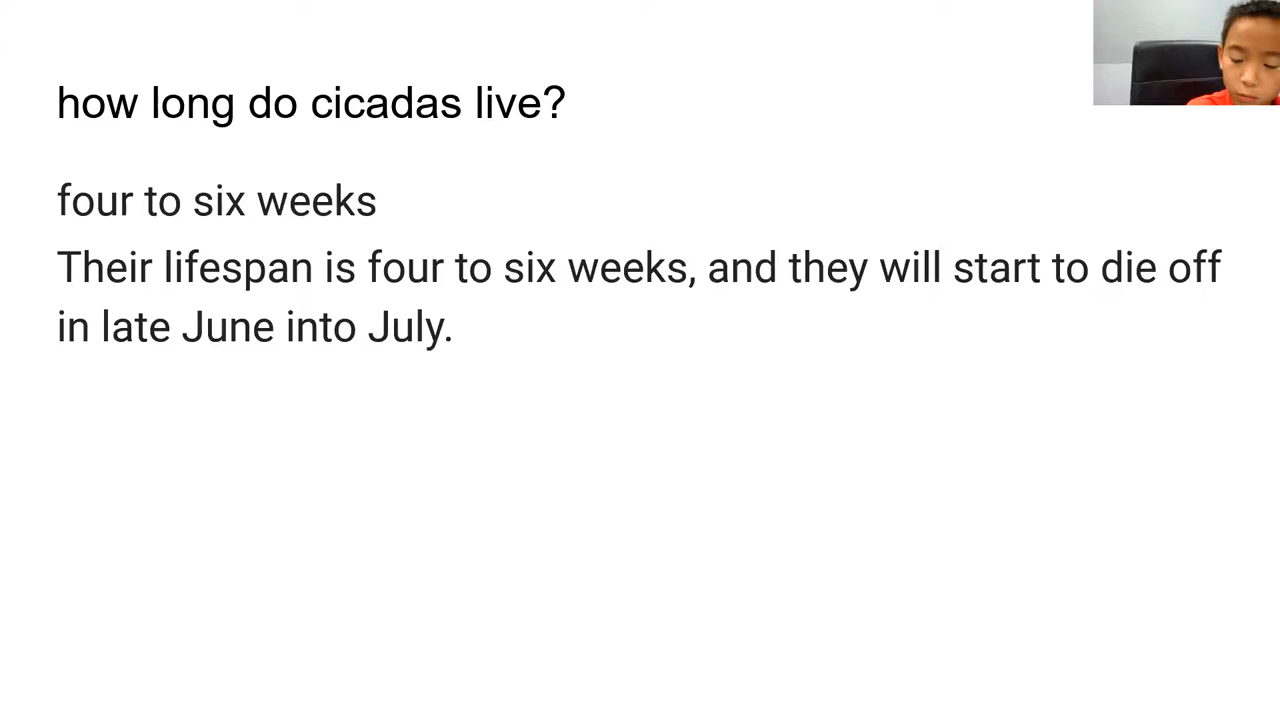 how long do cicadas live?
four to six weeks
Their lifespan is four to six weeks, and they will start to die off
in late June into July.